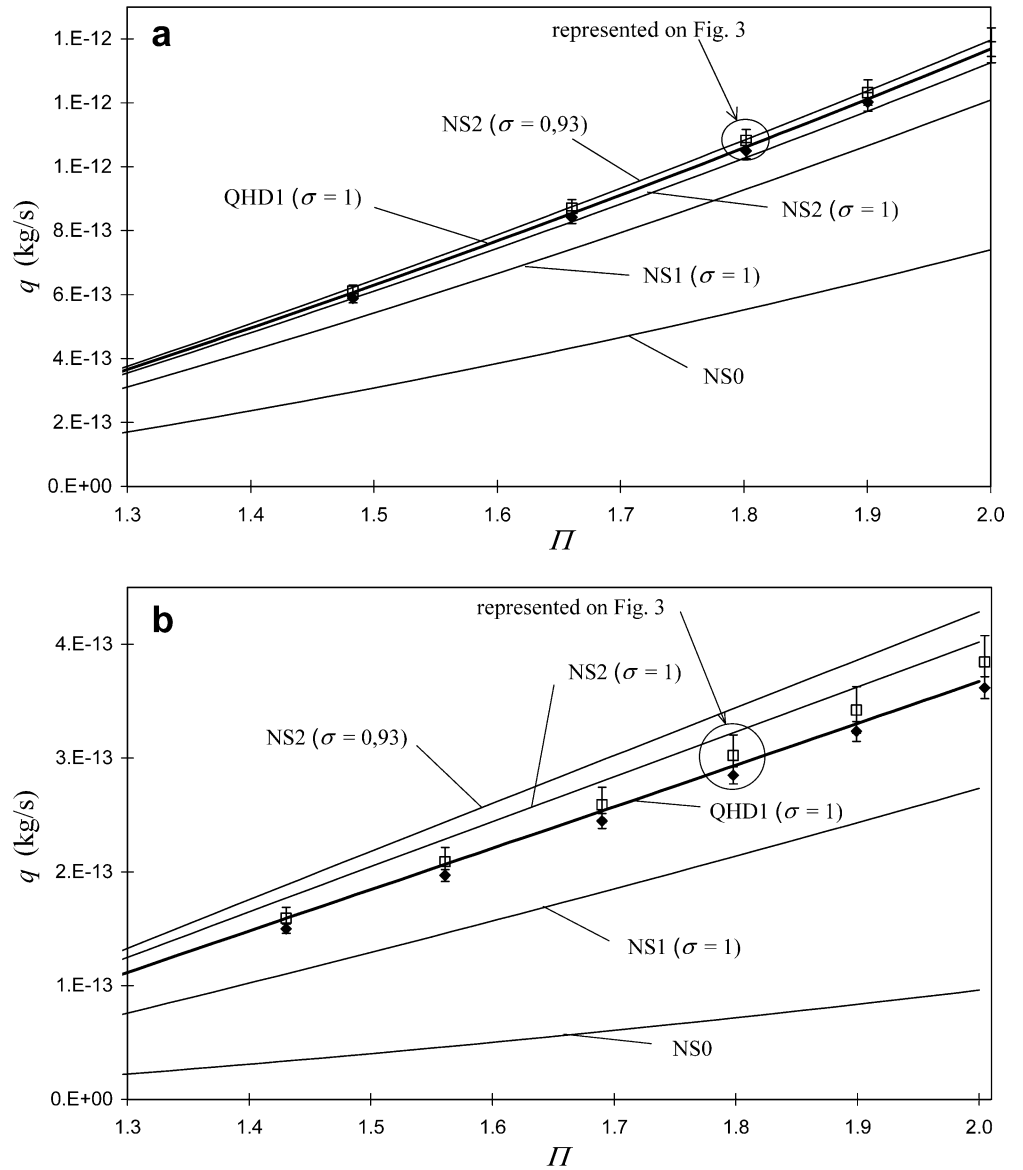 a
represented on Fig. 3
NS2 (σ = 0,93)
QHD1 (σ = 1)
NS2 (σ = 1)
NS1 (σ = 1)
NS0
q (kg/s)
1.E-12
1.E-12
1.E-12
8.E-13
6.E-13
4.E-13
2.E-13
0.E+00
1.3 1.4 1.5 1.6 1.7 1.8 1.9 2.0
Π
b
represented on Fig. 3
NS2 (σ = 1)
NS2 (σ = 0,93)
QHD1 (σ = 1)
NS1 (σ = 1)
NS0
q (kg/s)
4.E-13
3.E-13
2.E-13
1.E-13
0.E+00
1.3 1.4 1.5 1.6 1.7 1.8 1.9 2.0
Π